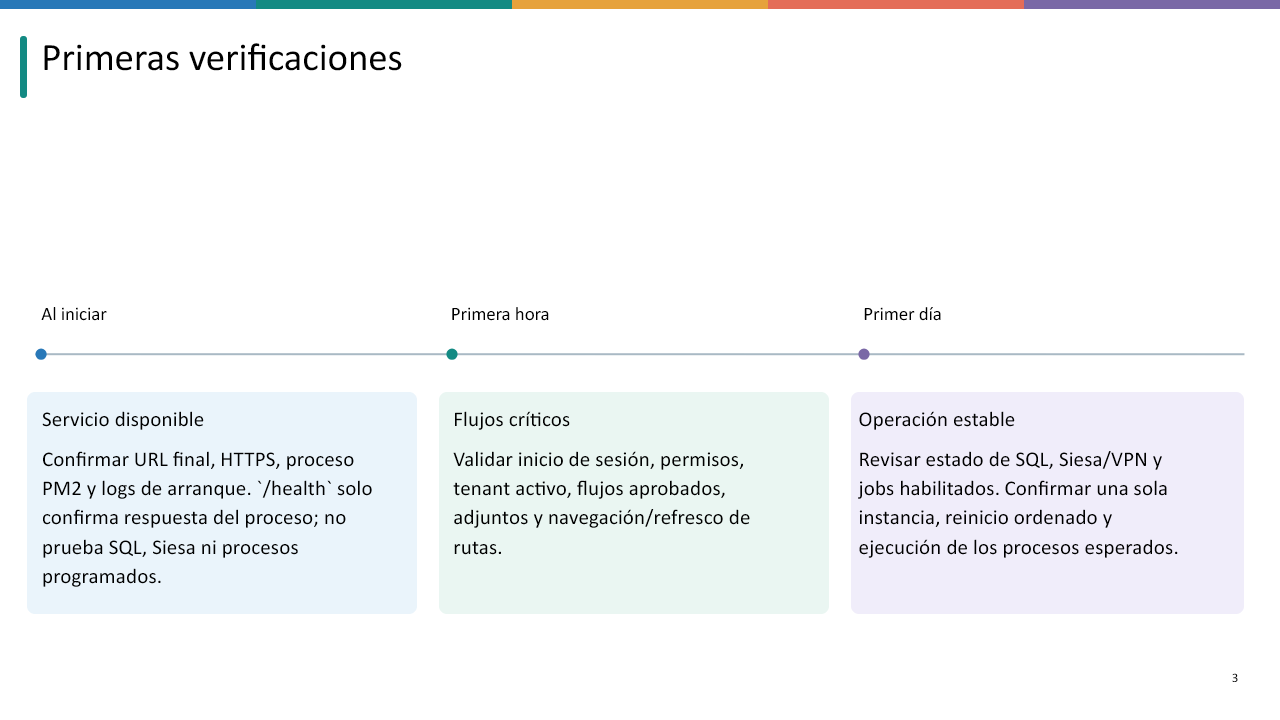 Primeras verificaciones
Al iniciar
Primera hora
Primer día
Servicio disponible
Confirmar URL final, HTTPS, proceso
PM2 y logs de arranque. `/health` solo
confirma respuesta del proceso; no
prueba SQL, Siesa ni procesos
programados.
Flujos críticos
Validar inicio de sesión, permisos,
tenant activo, flujos aprobados,
adjuntos y navegación/refresco de
rutas.
Operación estable
Revisar estado de SQL, Siesa/VPN y
jobs habilitados. Confirmar una sola
instancia, reinicio ordenado y
ejecución de los procesos esperados.
3